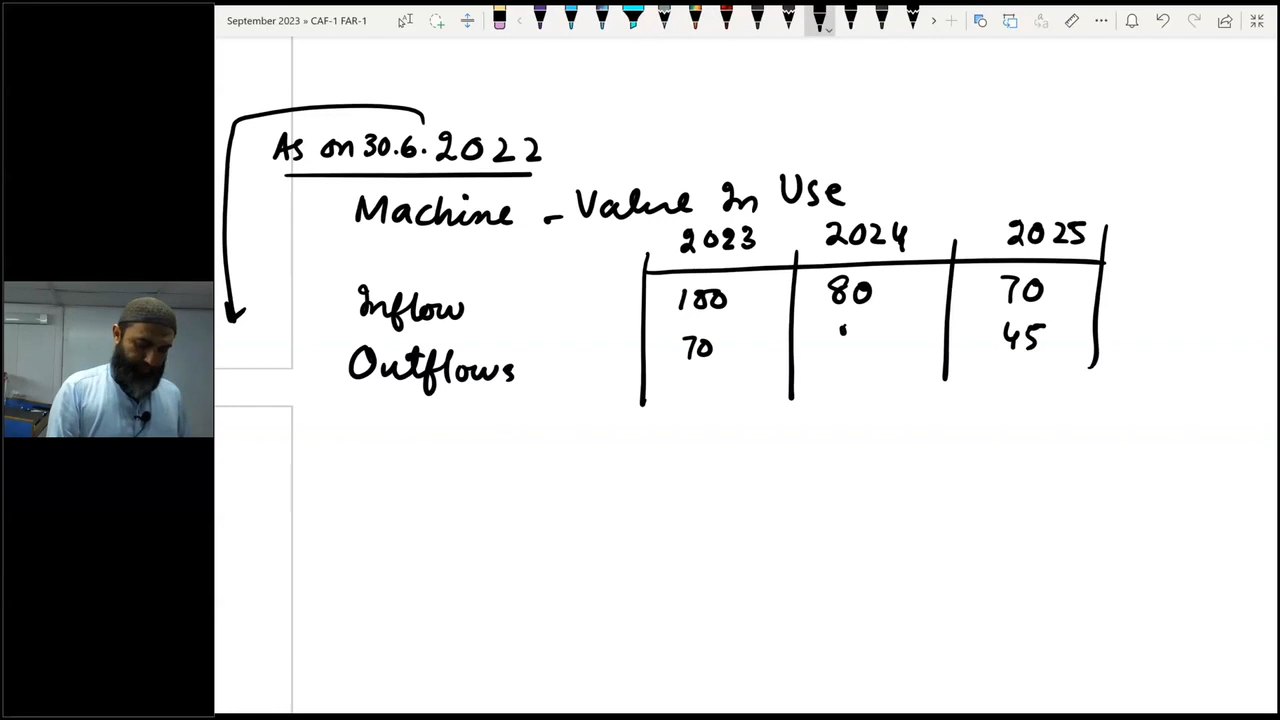 September 2023 » CAF-1 FAR-1
As on 30.6.2022
Machine - Value In Use
2023 2024 2025
Inflow 100 80 70
Outflows 70 45